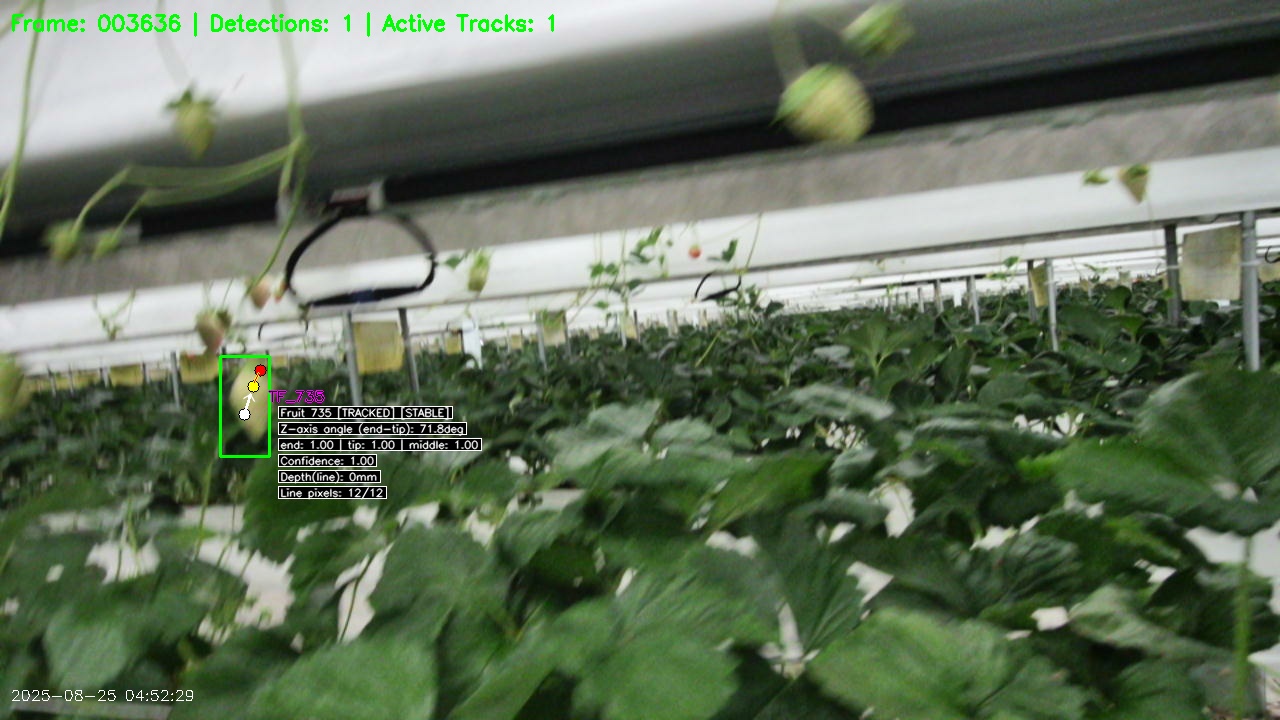 Frame: 003636 | Detections: 1 | Active Tracks: 1
TF_735
Fruit 735 [TRACKED] [STABLE]
Z-axis angle (end-tip): 71.8deg
end: 1.00 | tip: 1.00 | middle: 1.00
Confidence: 1.00
Depth(line): 0mm
Line pixels: 12/12
2025-08-25 04:52:29